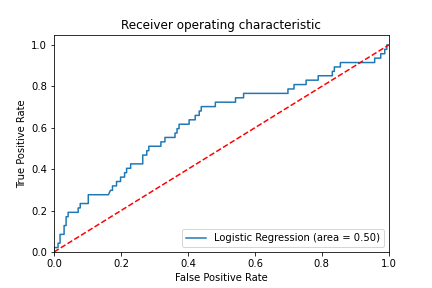 Receiver operating characteristic
True Positive Rate
1.0
0.8
0.6
0.4
0.2
0.0
Logistic Regression (area = 0.50)
0.0 0.2 0.4 0.6 0.8 1.0
False Positive Rate